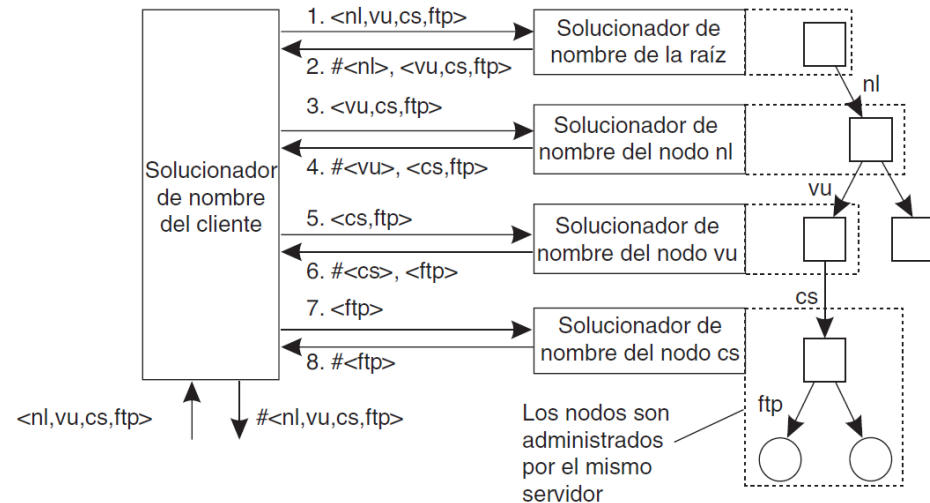 1. <nl,vu,cs,ftp>
2. #<nl>, <vu,cs,ftp>
3. <vu,cs,ftp>
4. #<vu>, <cs,ftp>
5. <cs,ftp>
6. #<cs>, <ftp>
7. <ftp>
8. #<ftp>
Solucionador
de nombre
del cliente
<nl,vu,cs,ftp>
#<nl,vu,cs,ftp>
Solucionador de
nombre de la raíz
Solucionador de
nombre del nodo nl
Solucionador de
nombre del nodo vu
Solucionador de
nombre del nodo cs
nl
vu
cs
ftp
Los nodos son
administrados
por el mismo
servidor